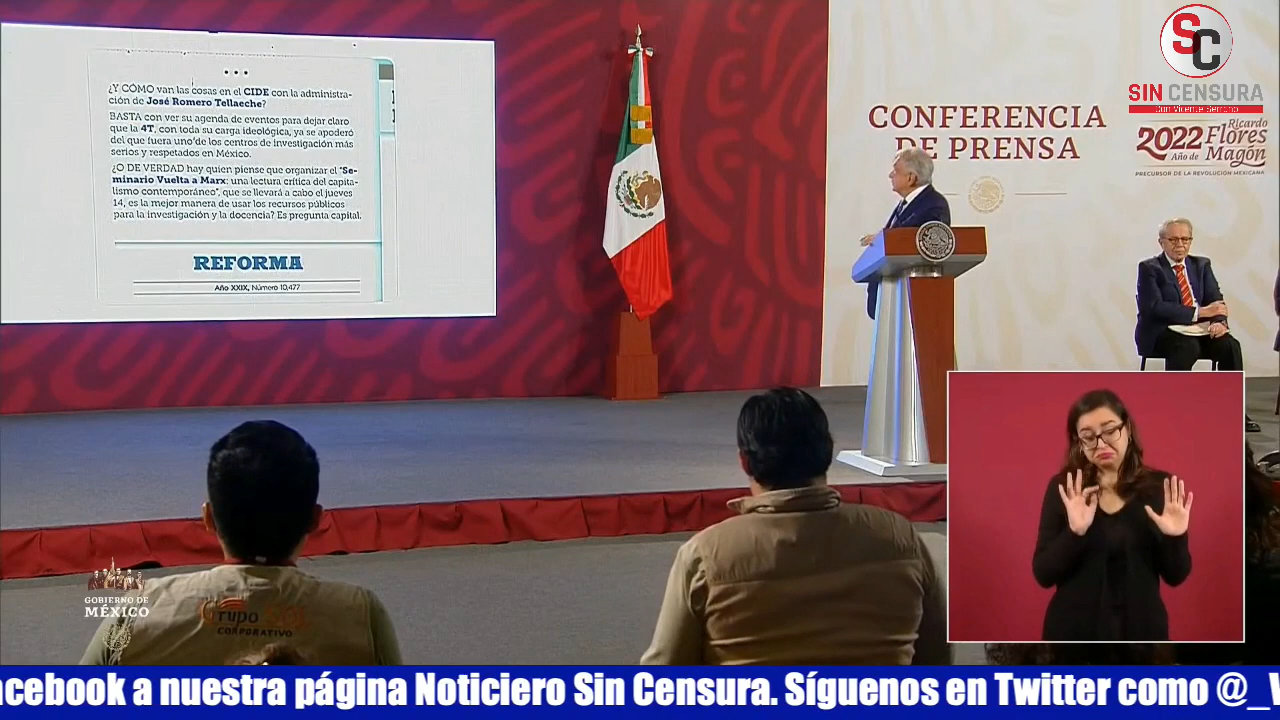 ¿Y CÓMO van las cosas en el CIDE con la administra-
ción de José Romero Tellaeche?
BASTA con ver su agenda de eventos para dejar claro
que la 4T, con toda su carga ideológica, ya se apoderó
del que fuera uno de los centros de investigación más
serios y respetados en México.
¿O DE VERDAD hay quien piense que organizar el "Se-
minario Vuelta a Marx: una lectura crítica del capita-
lismo contemporáneo", que se llevará a cabo el jueves
14, es la mejor manera de usar los recursos públicos
para la investigación y la docencia? Es pregunta capital.
REFORMA
Año XXIX, Número 10,477
CONFERENCIA
DE PRENSA
SC
SIN CENSURA
Con Vicente Serrano
2022 Ricardo
Flores
Año de Magón
PRECURSOR DE LA REVOLUCIÓN MEXICANA
GOBIERNO DE
MÉXICO
Grupo
CORPORATIVO
acebook a nuestra página Noticiero Sin Censura. Síguenos en Twitter como @_V